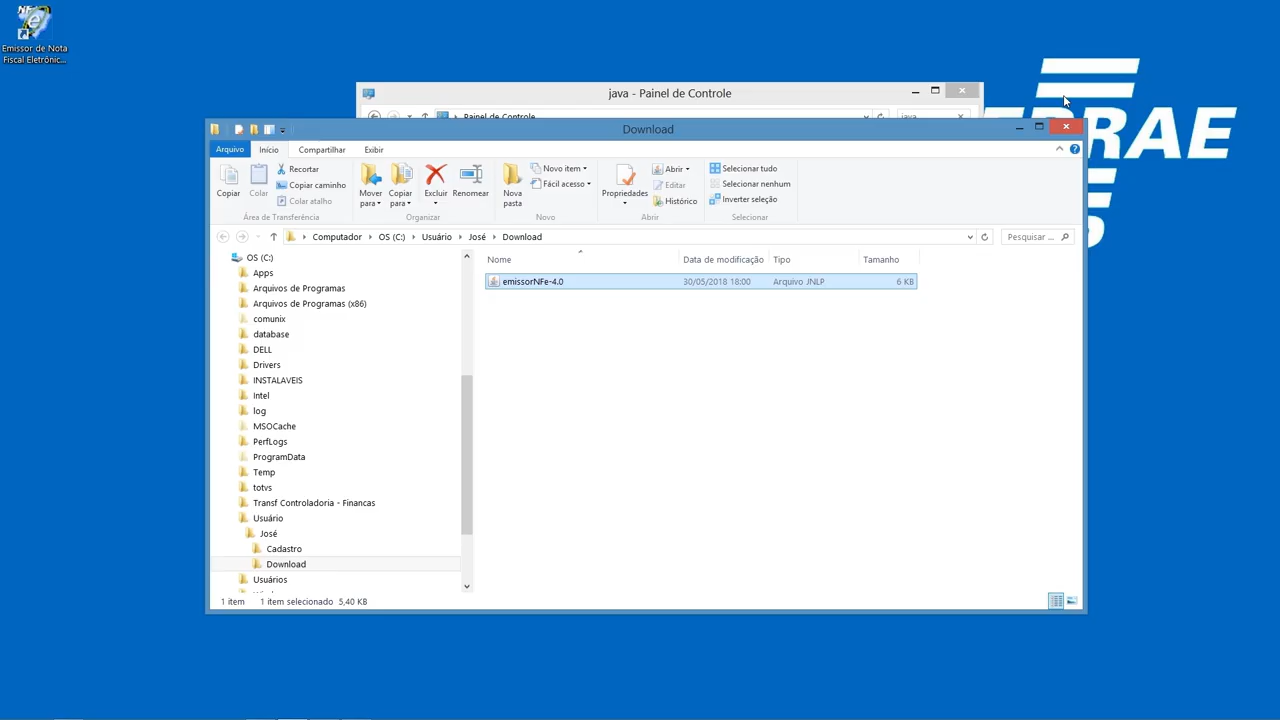 Emissor de Nota
Fiscal Eletrônic...
java - Painel de Controle
Painel de Controle
java
RAE
Download
Arquivo
Início
Compartilhar
Exibir
Copiar
Colar
Recortar
Copiar caminho
Colar atalho
Área de Transferência
Mover para
Copiar para
Excluir
Renomear
Organizar
Nova pasta
Novo item
Fácil acesso
Novo
Propriedades
Abrir
Editar
Histórico
Abrir
Selecionar tudo
Selecionar nenhum
Inverter seleção
Selecionar
Computador
OS (C:)
Usuário
José
Download
Pesquisar ...
OS (C:)
Apps
Arquivos de Programas
Arquivos de Programas (x86)
comunix
database
DELL
Drivers
INSTALAVEIS
Intel
log
MSOCache
PerfLogs
ProgramData
Temp
totvs
Transf Controladoria - Financas
Usuário
José
Cadastro
Download
Usuários
Nome
Data de modificação
Tipo
Tamanho
emissorNFe-4.0
30/05/2018 18:00
Arquivo JNLP
6 KB
1 item
1 item selecionado 5,40 KB